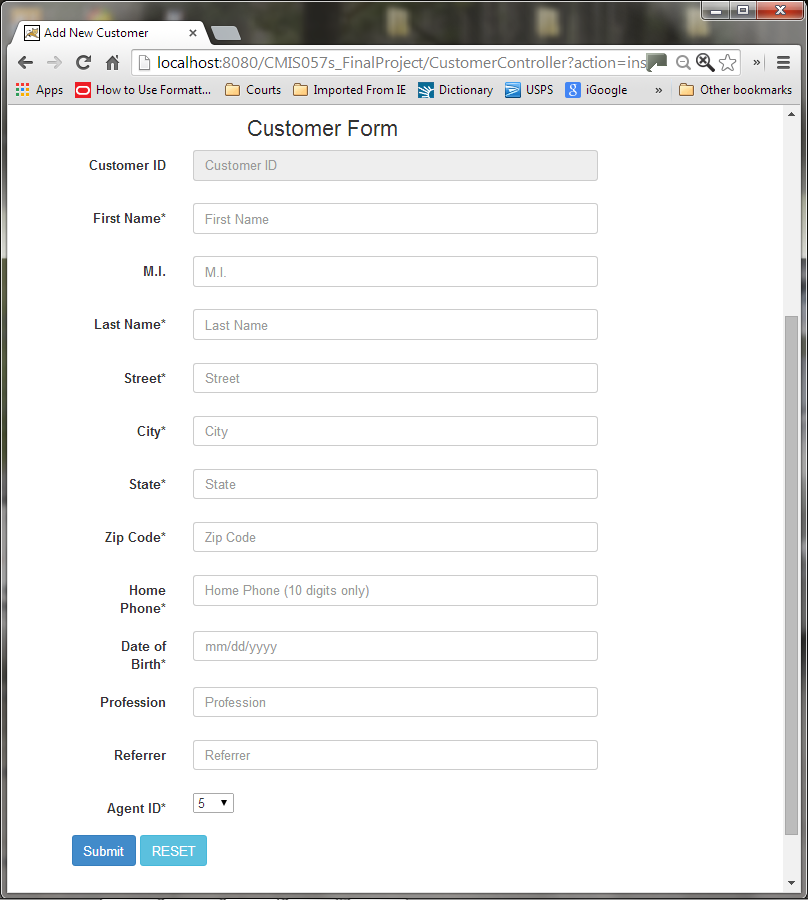 Add New Customer
localhost:8080/CMIS057s_FinalProject/CustomerController?action=ins
Apps How to Use Formatt... Courts Imported From IE Dictionary USPS iGoogle » Other bookmarks
Customer Form
Customer ID Customer ID
First Name* First Name
M.I. M.I.
Last Name* Last Name
Street* Street
City* City
State* State
Zip Code* Zip Code
Home Home Phone (10 digits only)
Phone*
Date of mm/dd/yyyy
Birth*
Profession Profession
Referrer Referrer
Agent ID* 5
Submit RESET